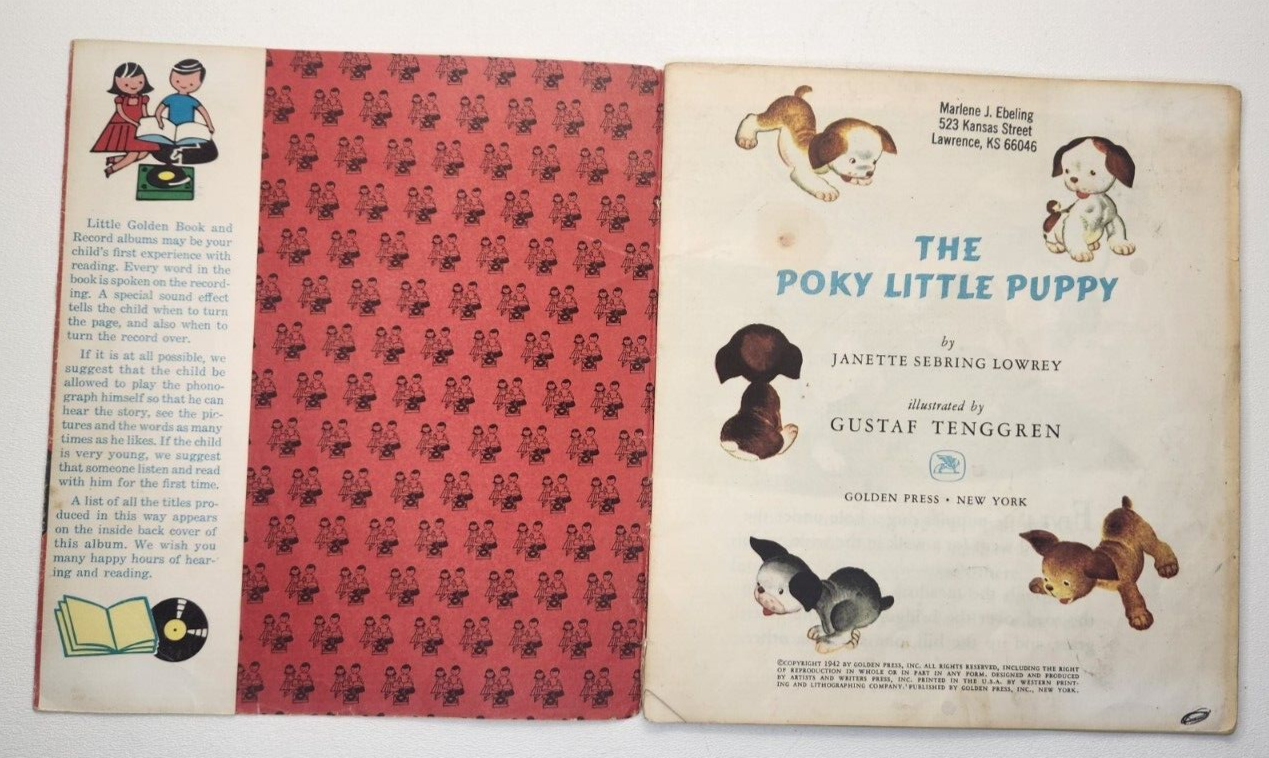 Little Golden Book and
Record albums may be your
child's first experience with
reading. Every word in the
book is spoken on the record-
ing. A special sound effect
tells the child when to turn
the page, and also when to
turn the record over.
If it is at all possible, we
suggest that the child be
allowed to play the phono-
graph himself so that he can
hear the story, see the pic-
tures and the words as many
times as he likes. If the child
is very young, we suggest
that someone listen and read
with him for the first time.
A list of all the titles pro-
duced in this way appears
on the inside back cover of
this album. We wish you
many happy hours of hear-
ing and reading.
Marlene J. Ebeling
523 Kansas Street
Lawrence, KS 66046
THE
POKY LITTLE PUPPY
by
JANETTE SEBRING LOWREY
illustrated by
GUSTAF TENGGREN
GOLDEN PRESS • NEW YORK
©COPYRIGHT 1942 BY GOLDEN PRESS, INC. ALL RIGHTS RESERVED, INCLUDING THE RIGHT
OF REPRODUCTION IN WHOLE OR IN PART IN ANY FORM. DESIGNED AND PRODUCED
BY ARTISTS AND WRITERS PRESS, INC. PRINTED IN THE U.S.A. BY WESTERN PRINT-
ING AND LITHOGRAPHING COMPANY. PUBLISHED BY GOLDEN PRESS, INC., NEW YORK.